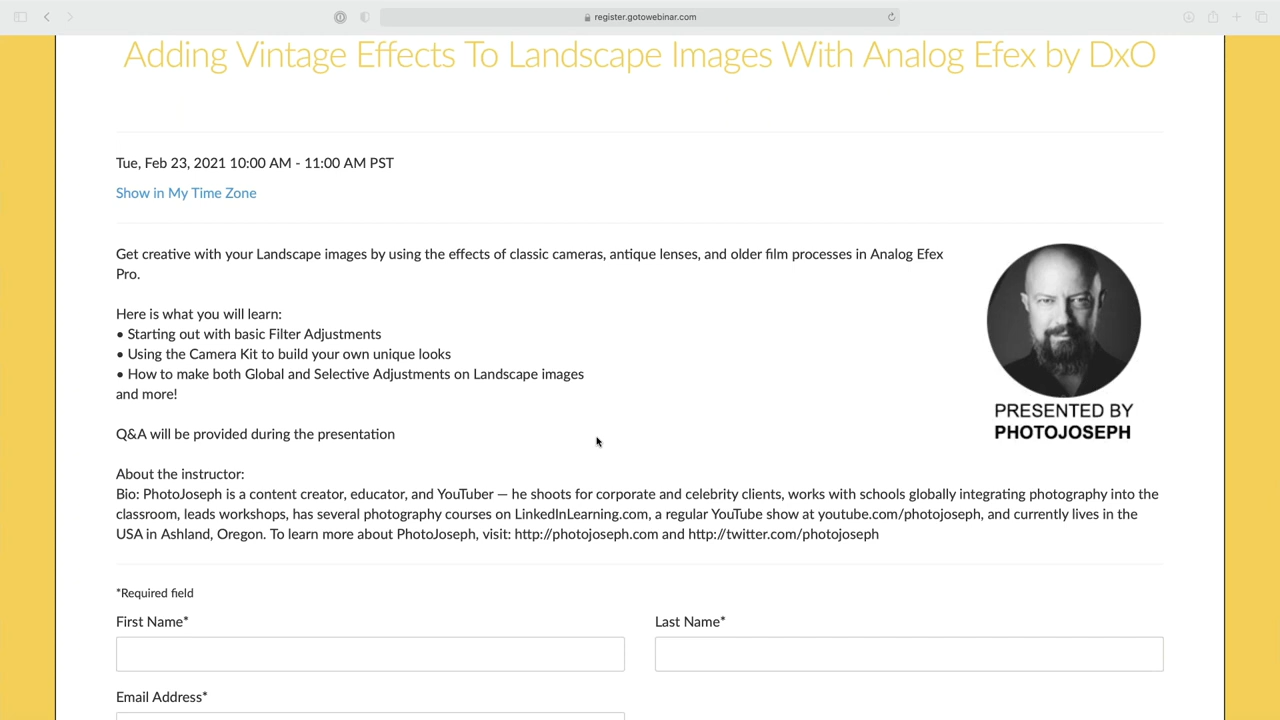 register.gotowebinar.com
Adding Vintage Effects To Landscape Images With Analog Efex by DxO
Tue, Feb 23, 2021 10:00 AM - 11:00 AM PST
Show in My Time Zone
Get creative with your Landscape images by using the effects of classic cameras, antique lenses, and older film processes in Analog Efex
Pro.
Here is what you will learn:
• Starting out with basic Filter Adjustments
• Using the Camera Kit to build your own unique looks
• How to make both Global and Selective Adjustments on Landscape images
and more!
Q&A will be provided during the presentation
PRESENTED BY
PHOTOJOSEPH
About the instructor:
Bio: PhotoJoseph is a content creator, educator, and YouTuber — he shoots for corporate and celebrity clients, works with schools globally integrating photography into the
classroom, leads workshops, has several photography courses on LinkedInLearning.com, a regular YouTube show at youtube.com/photojoseph, and currently lives in the
USA in Ashland, Oregon. To learn more about PhotoJoseph, visit: http://photojoseph.com and http://twitter.com/photojoseph
*Required field
First Name*
Last Name*
Email Address*